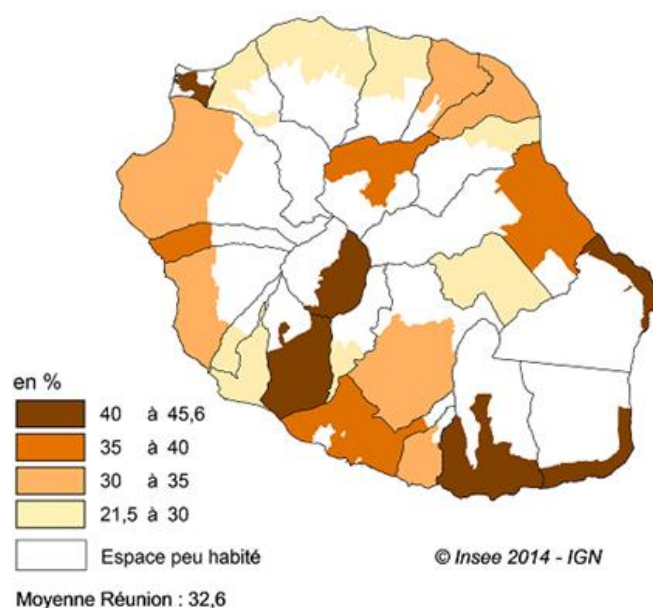 en %
40 à 45,6
35 à 40
30 à 35
21,5 à 30
Espace peu habité
© Insee 2014 - IGN
Moyenne Réunion : 32,6